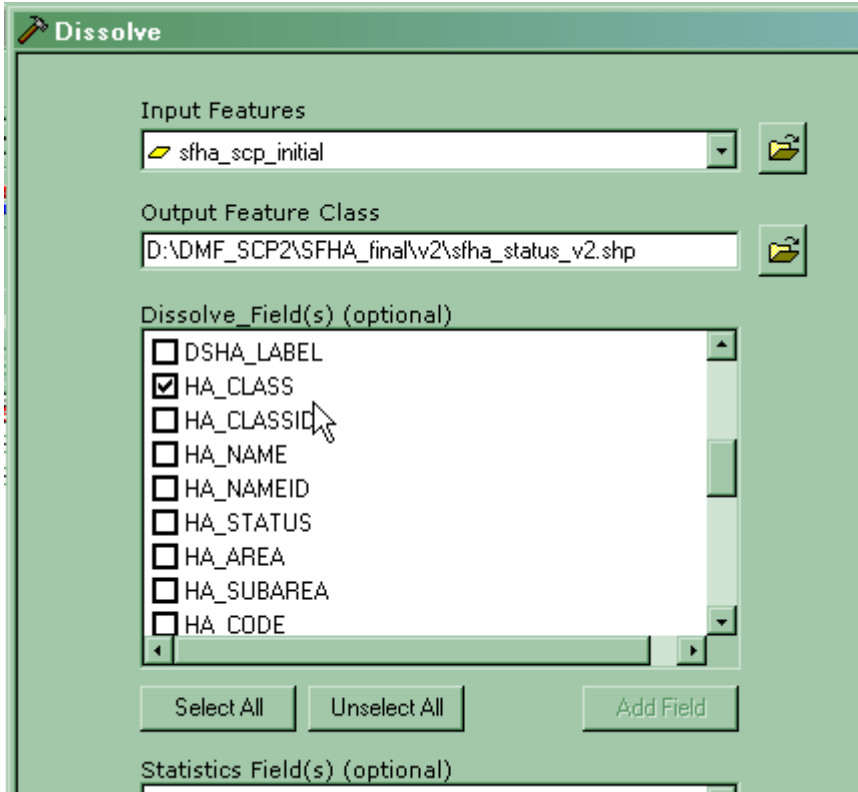 Dissolve
Input Features
sfha_scp_initial
Output Feature Class
D:\DMF_SCP2\SFHA_final\v2\sfha_status_v2.shp
Dissolve_Field(s) (optional)
DSHA_LABEL
HA_CLASS
HA_CLASSID
HA_NAME
HA_NAMEID
HA_STATUS
HA_AREA
HA_SUBAREA
HA_CODE
Select All Unselect All Add Field
Statistics Field(s) (optional)